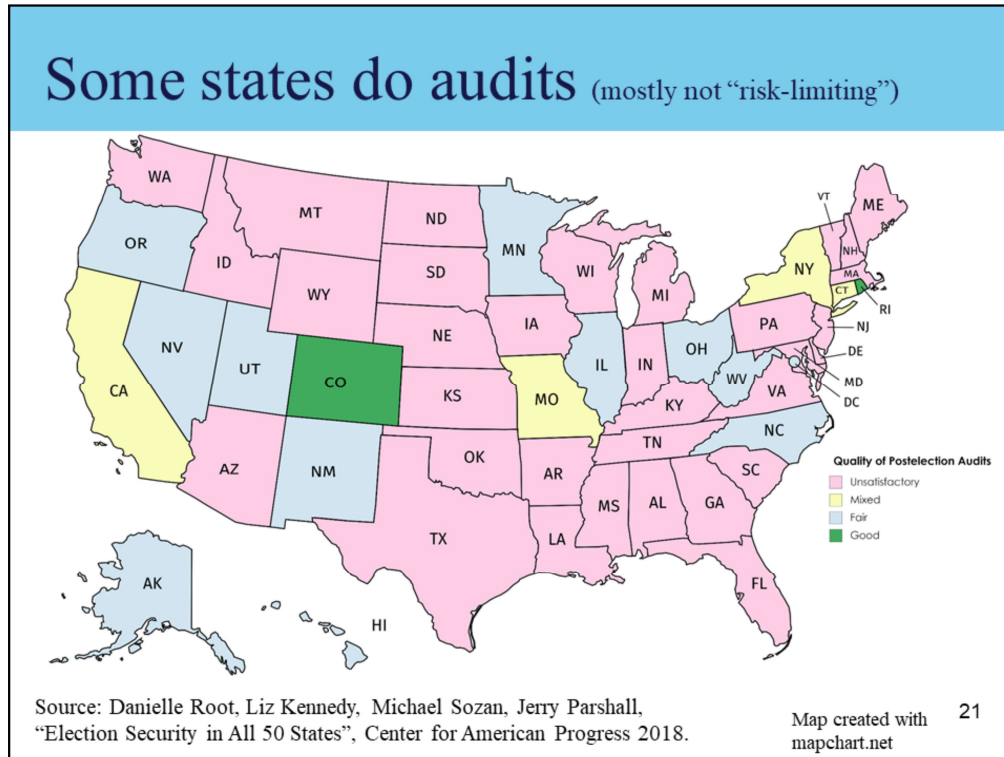 Some states do audits (mostly not “risk-limiting”)
WA
MT
ND
MN
VT
ME
OR
ID
SD
WI
MI
NY
NH
MA
CT
RI
WY
IA
PA
NJ
NV
UT
NE
IL
IN
OH
DE
CA
CO
KS
MO
WV
VA
MD
DC
KY
NC
AZ
NM
OK
AR
TN
SC
MS
AL
GA
TX
LA
FL
AK
HI
Quality of Postelection Audits
Unsatisfactory
Mixed
Fair
Good
Source: Danielle Root, Liz Kennedy, Michael Sozan, Jerry Parshall,
“Election Security in All 50 States”, Center for American Progress 2018.
Map created with
mapchart.net
21